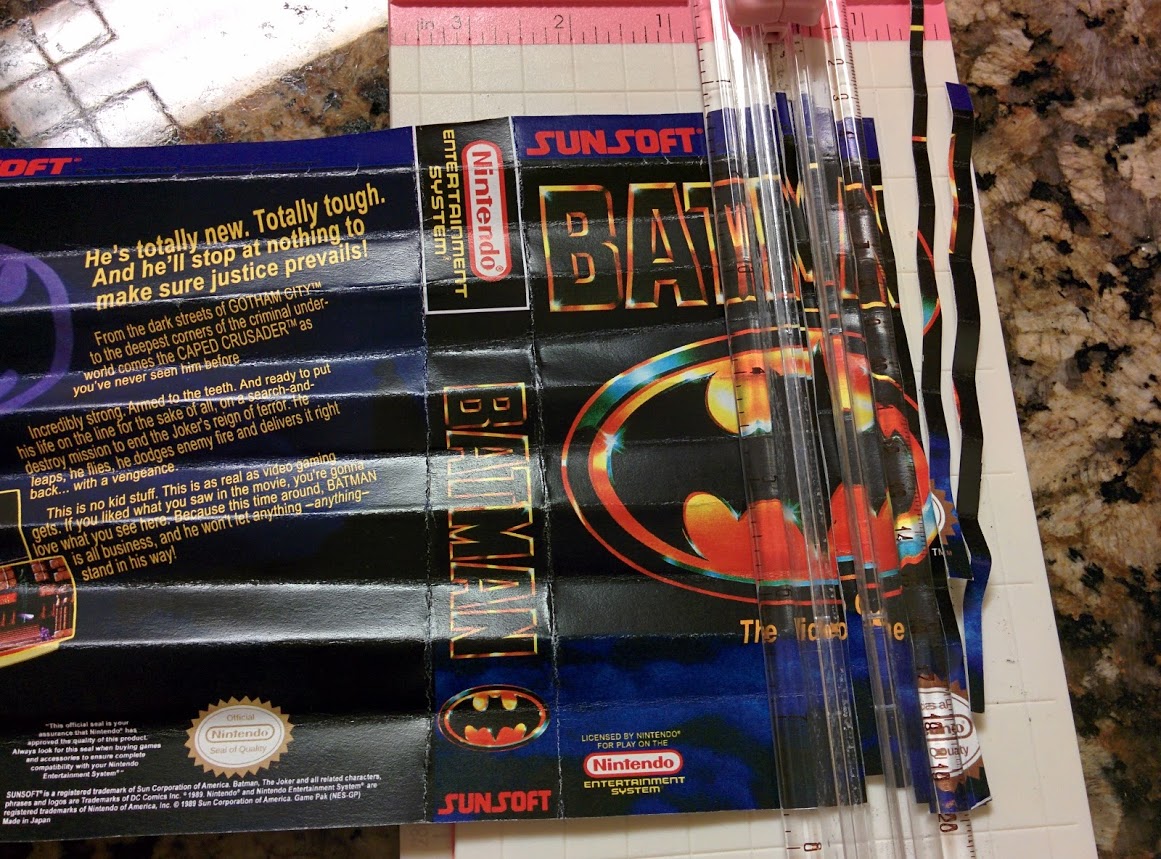 in 3 2 1 1
OFT
He's totally new. Totally tough.
And he'll stop at nothing to
make sure justice prevails!
From the dark streets of GOTHAM CITY™
to the deepest corners of the criminal under-
world comes the CAPED CRUSADER™ as
you've never seen him before
Incredibly strong. Armed to the teeth. And ready to put
his life on the line for the sake of all, on a search-and-
destroy mission to end the Joker's reign of terror. He
leaps, he flies, he dodges enemy fire and delivers it right
back... with a vengeance.
This is no kid stuff. This is as real as video gaming
gets. If you liked what you saw in the movie, you're gonna
love what you see here. Because this time around, BATMAN
is all business, and he won't let anything –anything–
stand in his way!
"This official seal is your
assurance that Nintendo® has
approved the quality of this product.
Always look for this seal when buying games
and accessories to ensure complete
compatibility with your Nintendo
Entertainment System"
Official
Nintendo
Seal of Quality
SUNSOFT® is a registered trademark of Sun Corporation of America. Batman, The Joker and all related characters,
phrases and logos are Trademarks of DC Comics Inc. © 1989. Nintendo® and Nintendo Entertainment System® are
registered trademarks of Nintendo of America, Inc. © 1989 Sun Corporation of America. Game Pak (NES-GP)
Made in Japan
Nintendo®
ENTERTAINMENT
SYSTEM
BATMAN
SUNSOFT
SUNSOFT
BATM
TM
The Video
LICENSED BY NINTENDO®
FOR PLAY ON THE
Nintendo
ENTERTAINMENT
SYSTEM